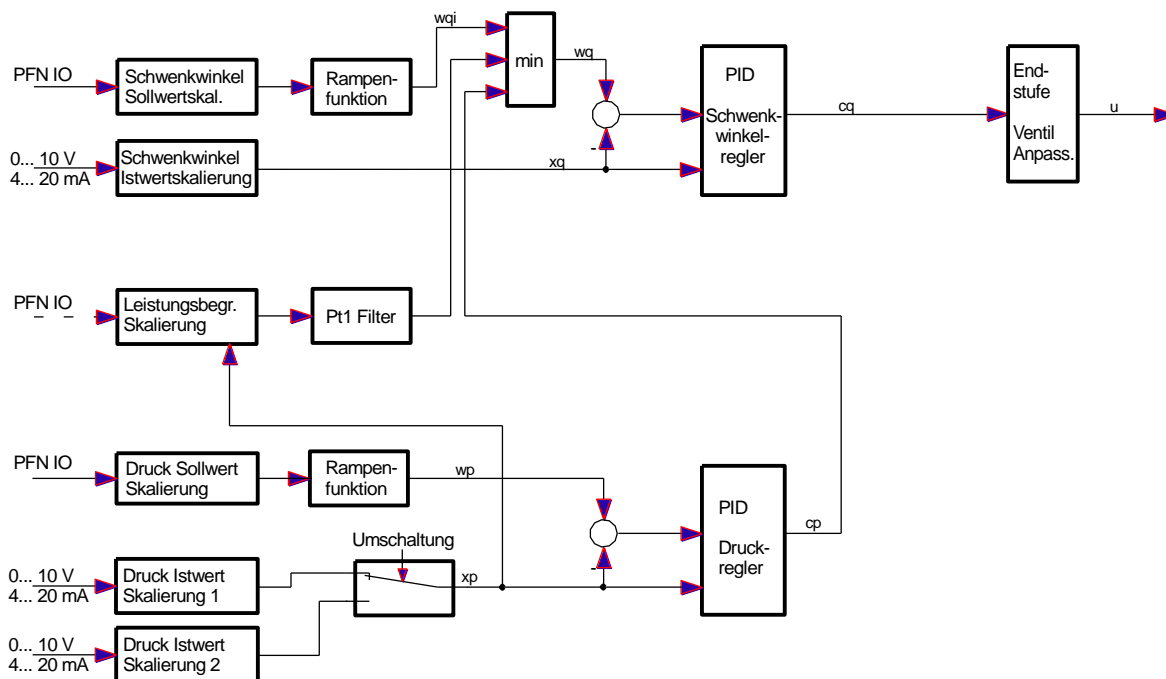 wqi
PFN IO
Schwenkwinkel
Sollwertskal.
Rampen-
funktion
min
wq
PID
Schwenk-
winkel-
regler
cq
End-
stufe
Ventil
Anpass.
u
0... 10 V
4... 20 mA
Schwenkwinkel
Istwertskalierung
xq
-
PFN IO
Leistungsbegr.
Skalierung
Pt1 Filter
PFN IO
Druck Sollwert
Skalierung
Rampen-
funktion
wp
PID
Druck-
regler
cp
-
Umschaltung
0... 10 V
4... 20 mA
Druck Istwert
Skalierung 1
xp
0... 10 V
4... 20 mA
Druck Istwert
Skalierung 2